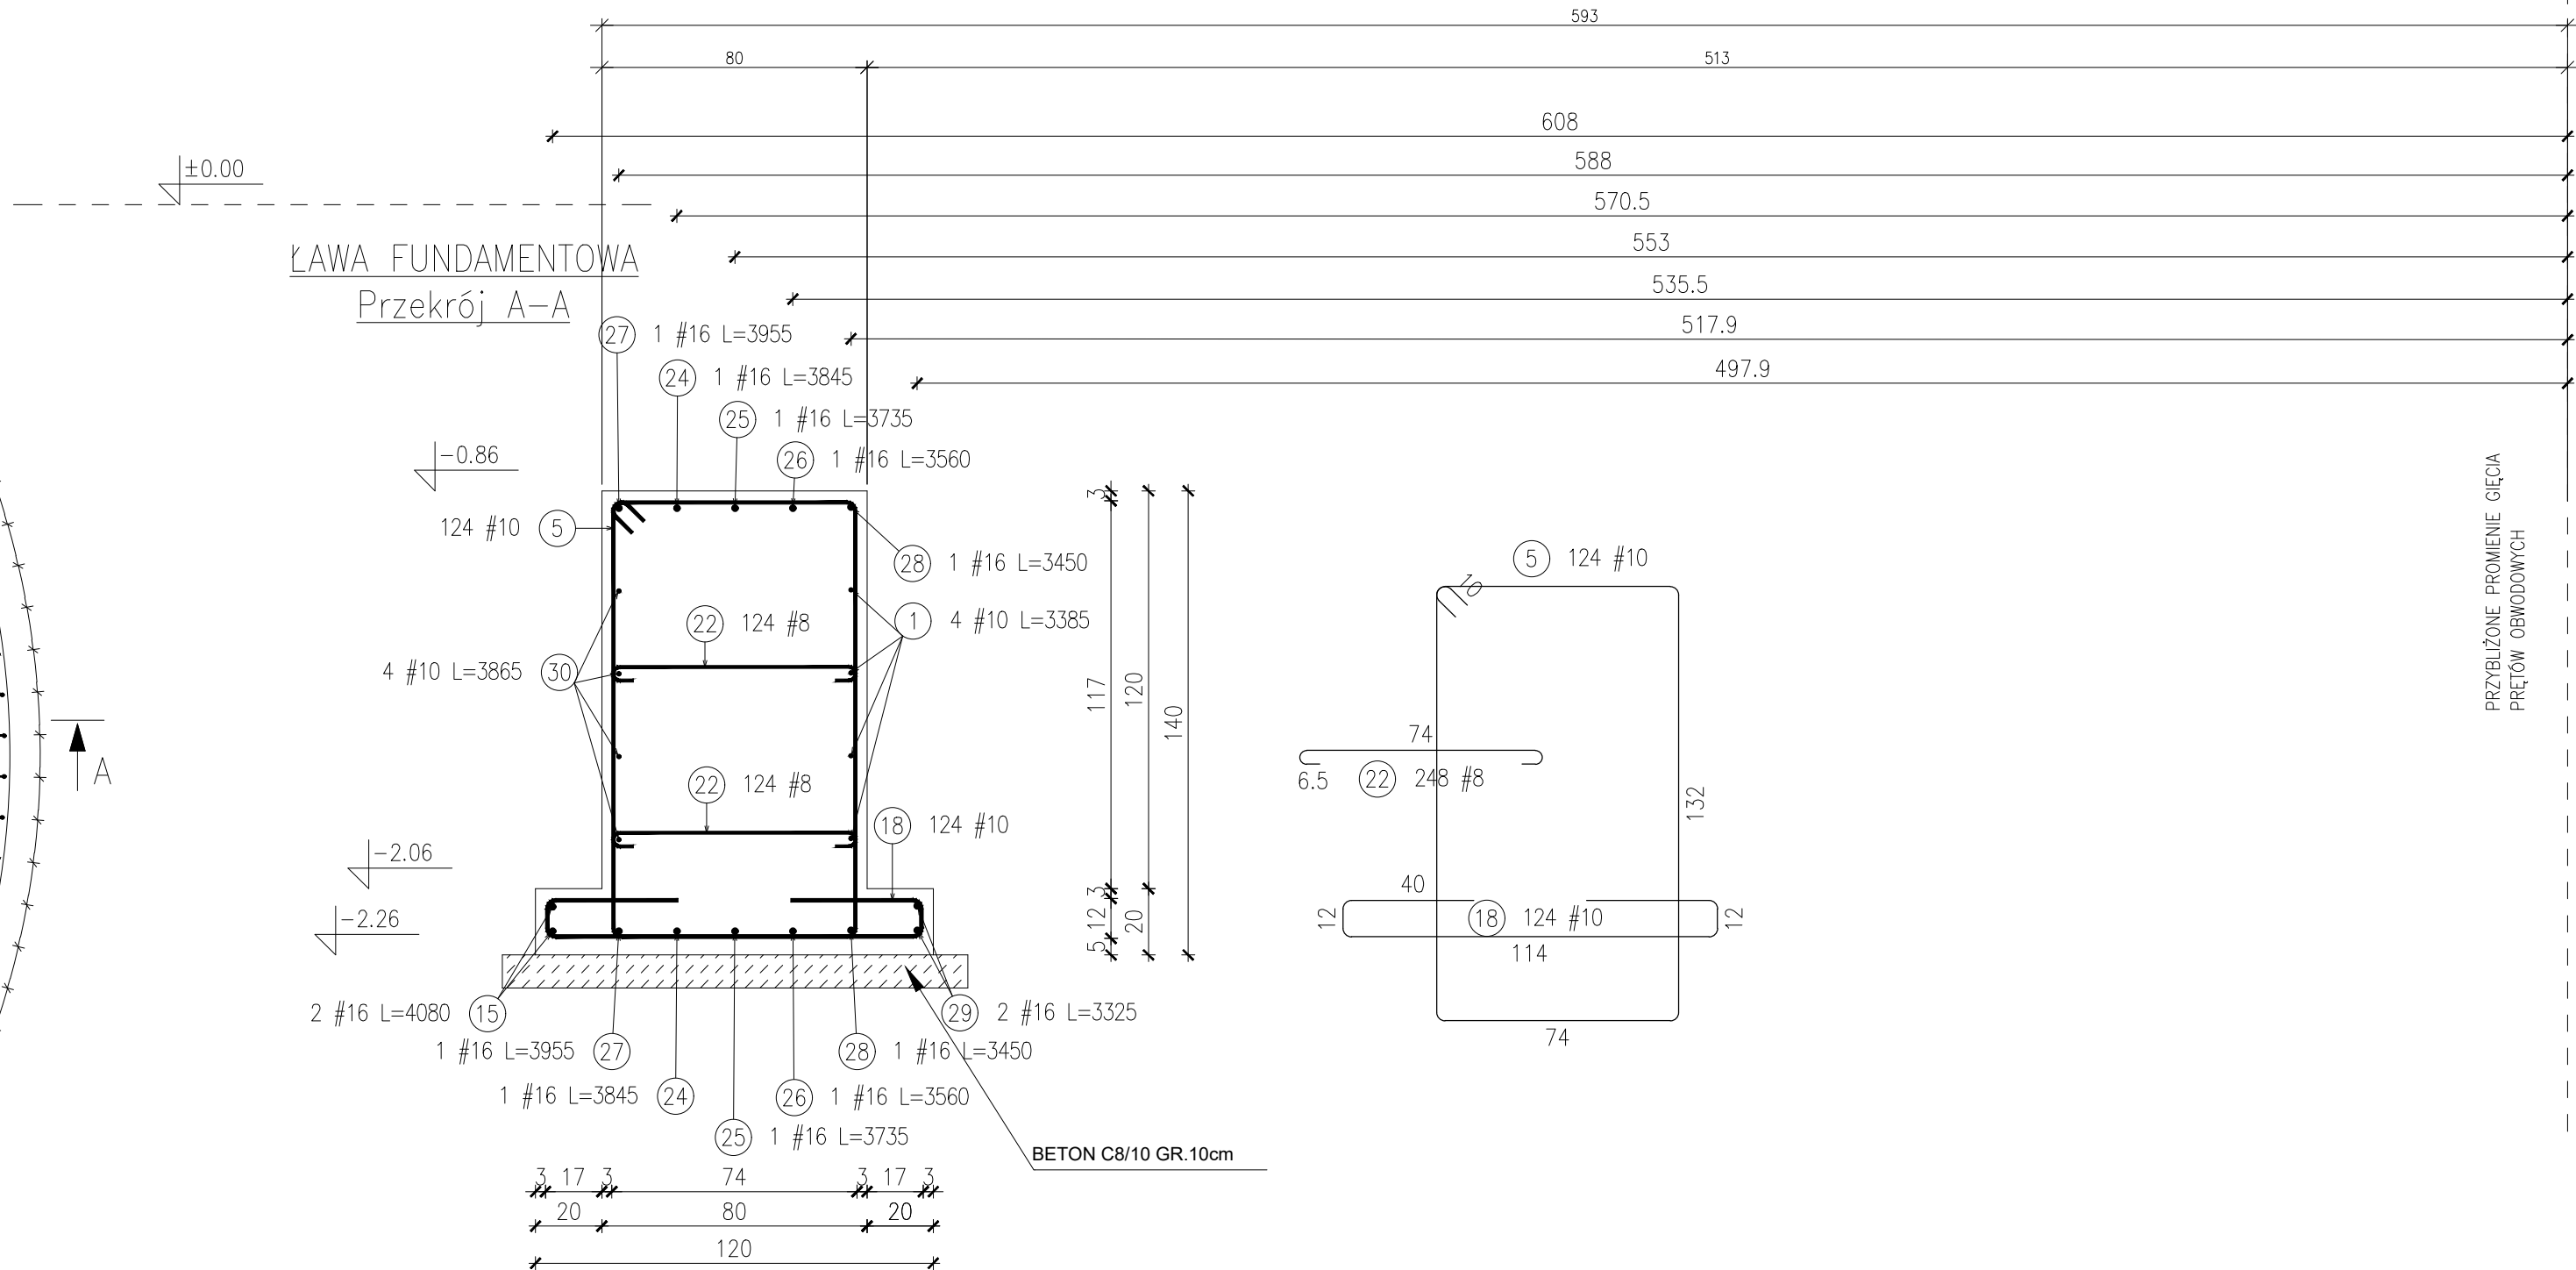 593
80
513
608
±0.00
588
570.5
553
ŁAWA FUNDAMENTOWA
Przekrój A-A
535.5
517.9
27 1 #16 L=3955
497.9
24 1 #16 L=3845
25 1 #16 L=3735
26 1 #16 L=3560
-0.86
3
124 #10 5
28 1 #16 L=3450
5 124 #10
10
PRZYBLIŻONE PROMIENIE GIĘCIA
PRĘTÓW OBWODOWYCH
22 124 #8
1 4 #10 L=3385
4 #10 L=3865 30
117
120
140
74
6.5 22 248 #8
A
22 124 #8
132
18 124 #10
-2.06
3
40
12
18 124 #10
12
-2.26
12
20
5
114
2 #16 L=4080 15
29 2 #16 L=3325
74
1 #16 L=3955 27
28 1 #16 L=3450
1 #16 L=3845 24
26 1 #16 L=3560
25 1 #16 L=3735
BETON C8/10 GR.10cm
3 17 3 74 3 17 3
20 80 20
120